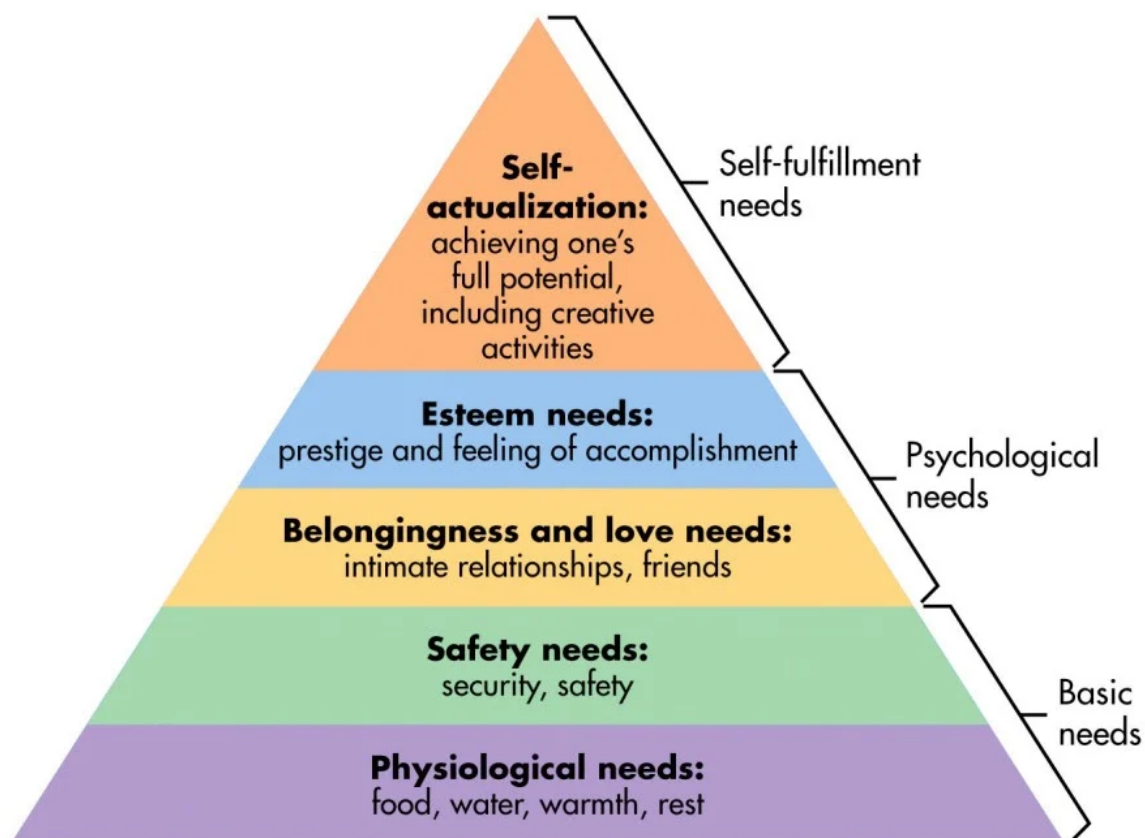 Self-
actualization:
achieving one’s
full potential,
including creative
activities
Self-fulfillment
needs
Esteem needs:
prestige and feeling of accomplishment
Belongingness and love needs:
intimate relationships, friends
Psychological
needs
Safety needs:
security, safety
Physiological needs:
food, water, warmth, rest
Basic
needs